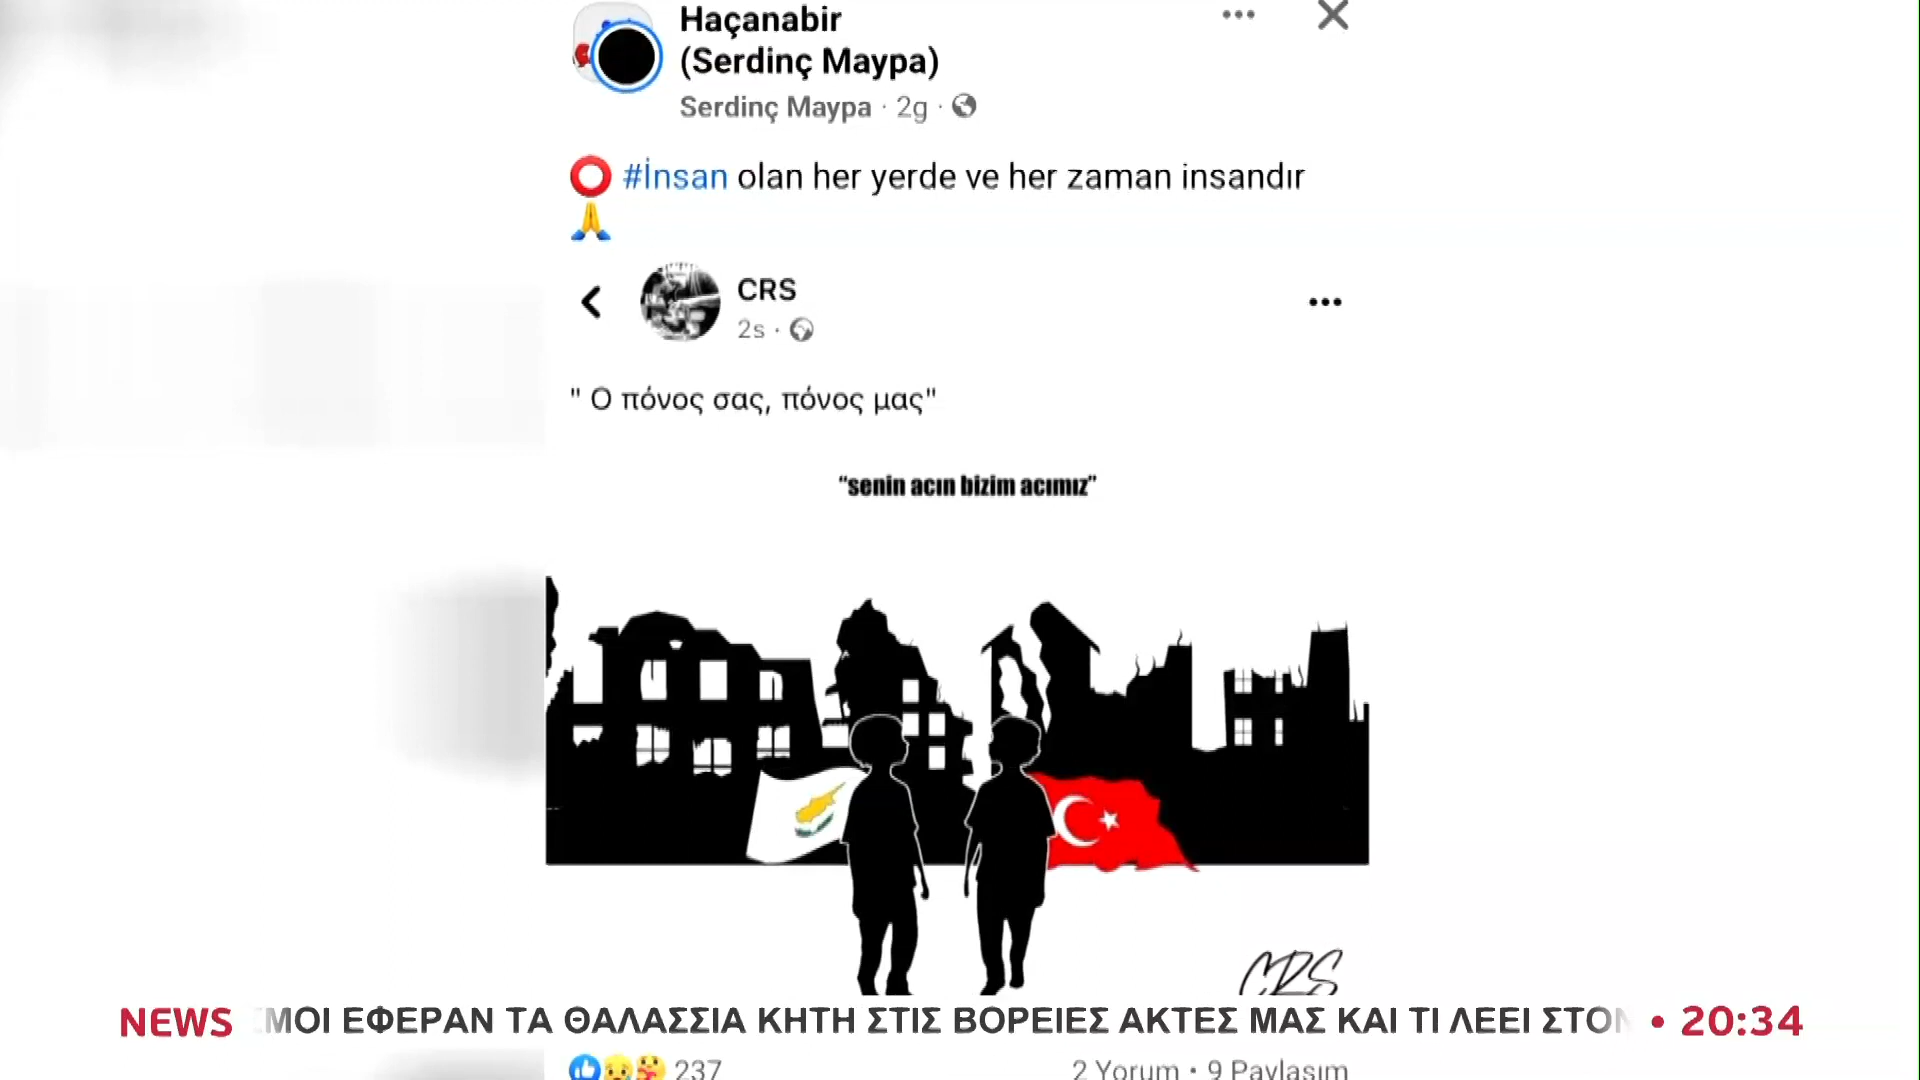 Haçanabir
(Serdinç Maypa)
Serdinç Maypa · 2g ·
#İnsan olan her yerde ve her zaman insandır
CRS
2s ·
" Ο πόνος σας, πόνος μας"
"senin acın bizim acımız"
CRS
NEWS ΣΜΟΙ ΕΦΕΡΑΝ ΤΑ ΘΑΛΑΣΣΙΑ ΚΗΤΗ ΣΤΙΣ ΒΟΡΕΙΕΣ ΑΚΤΕΣ ΜΑΣ ΚΑΙ ΤΙ ΛΕΕΙ ΣΤΟΝ • 20:34
237 2 Yorum • 9 Paylaşım